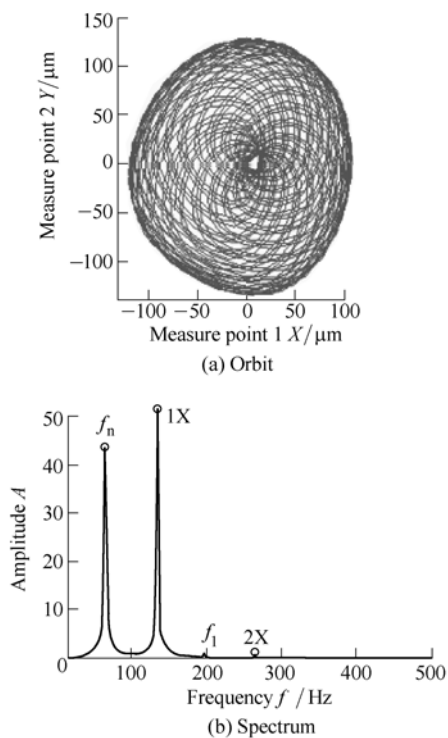 150
100
50
0
−50
−100
Measure point 2 Y/μm
−100 −50 0 50 100
Measure point 1 X/μm
(a) Orbit
50
40
30
20
10
0
Amplitude A
fn
1X
f1
2X
100 200 300 400 500
Frequency f /Hz
(b) Spectrum